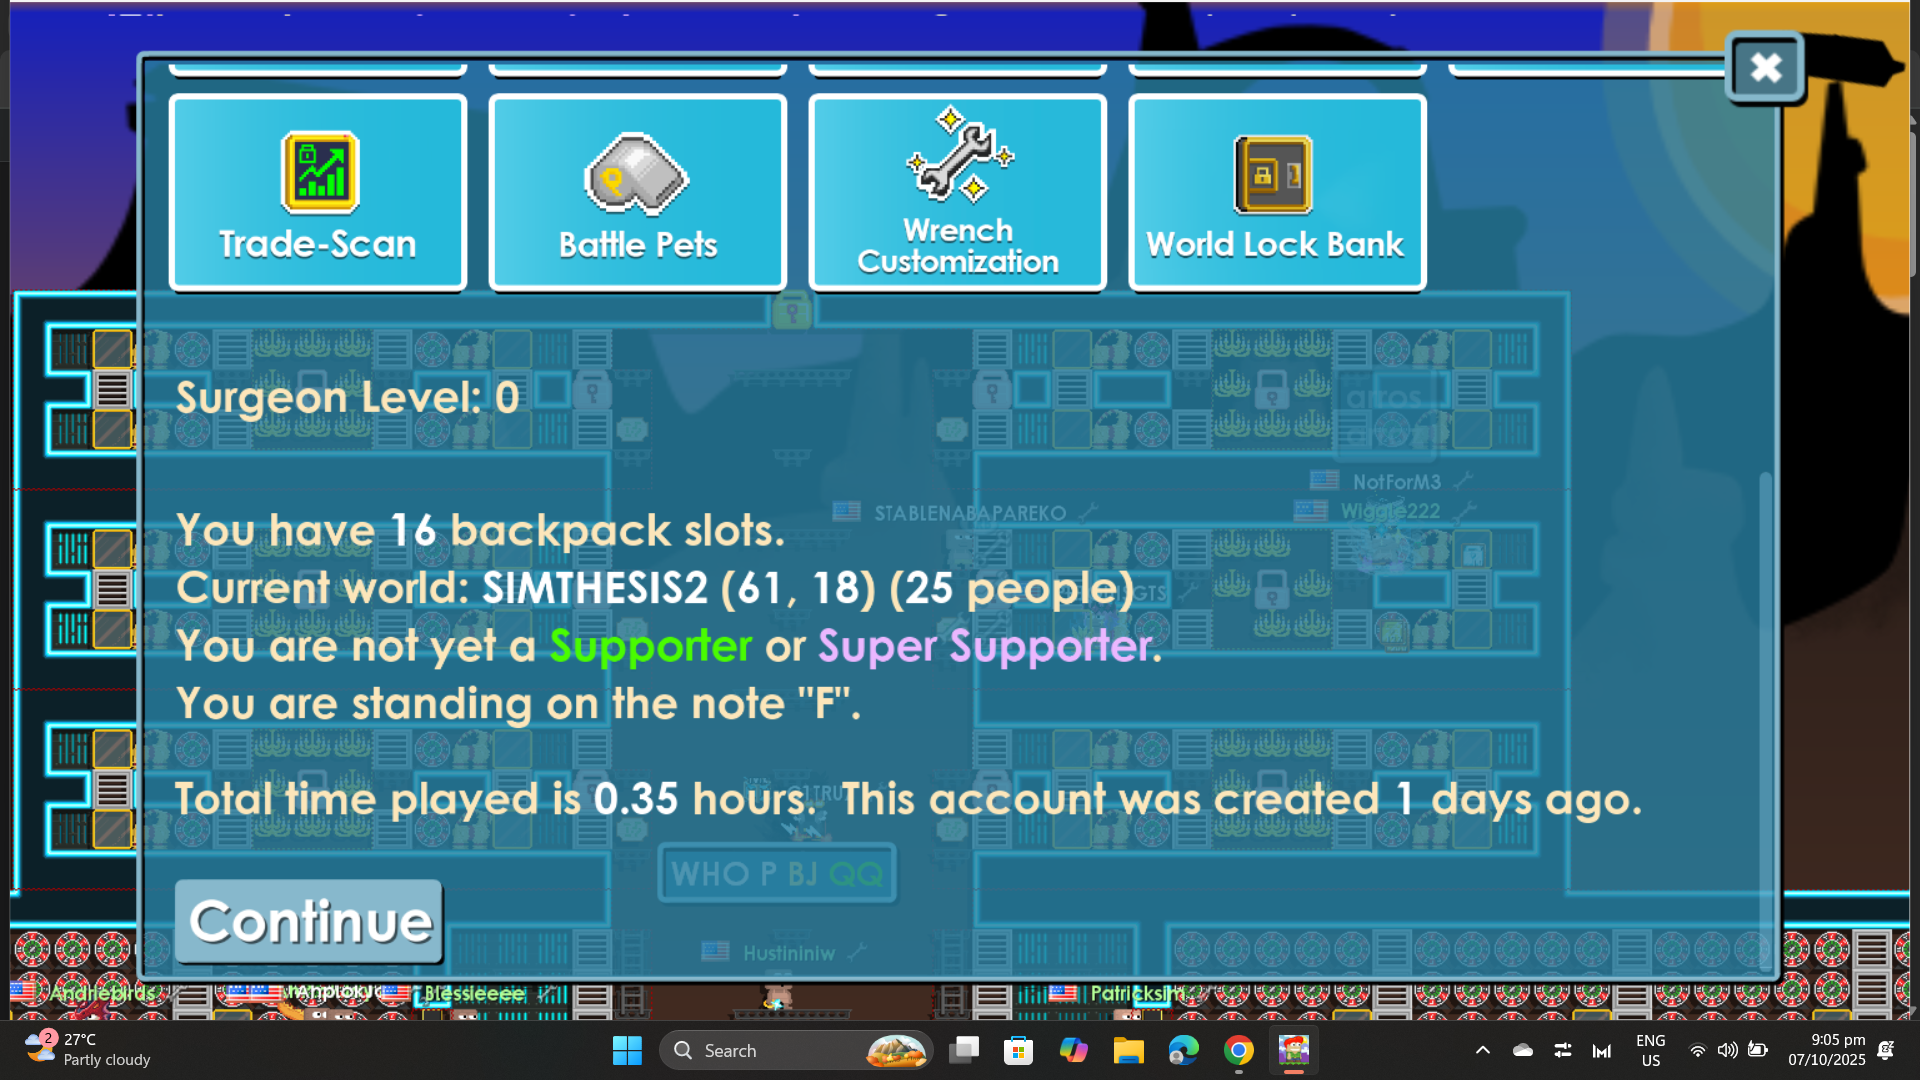 Trade-Scan
Battle Pets
Wrench
Customization
World Lock Bank
Surgeon Level: 0
NotForM3
STABLENABAPAREKO
Wiggle222
You have 16 backpack slots.
Current world: SIMTHESIS2 (61, 18) (25 people)
You are not yet a Supporter or Super Supporter.
You are standing on the note "F".
Total time played is 0.35 hours. This account was created 1 days ago.
WHO P BJ QQ
Continue
Hustininiw
Andriebirds
Blessieeee
Patricksim
2
27°C
Partly cloudy
Search
ENG
US
9:05 pm
07/10/2025